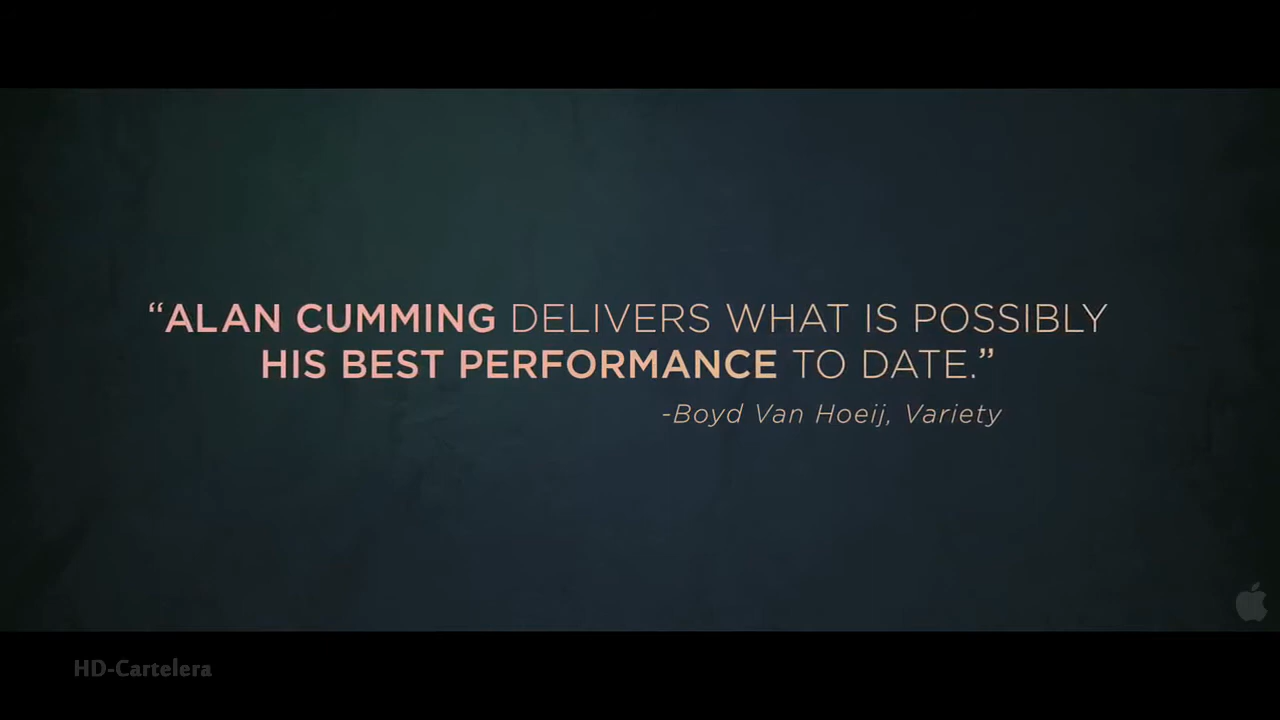 “ALAN CUMMING DELIVERS WHAT IS POSSIBLY
HIS BEST PERFORMANCE TO DATE.”
-Boyd Van Hoeij, Variety
HD-Cartelera